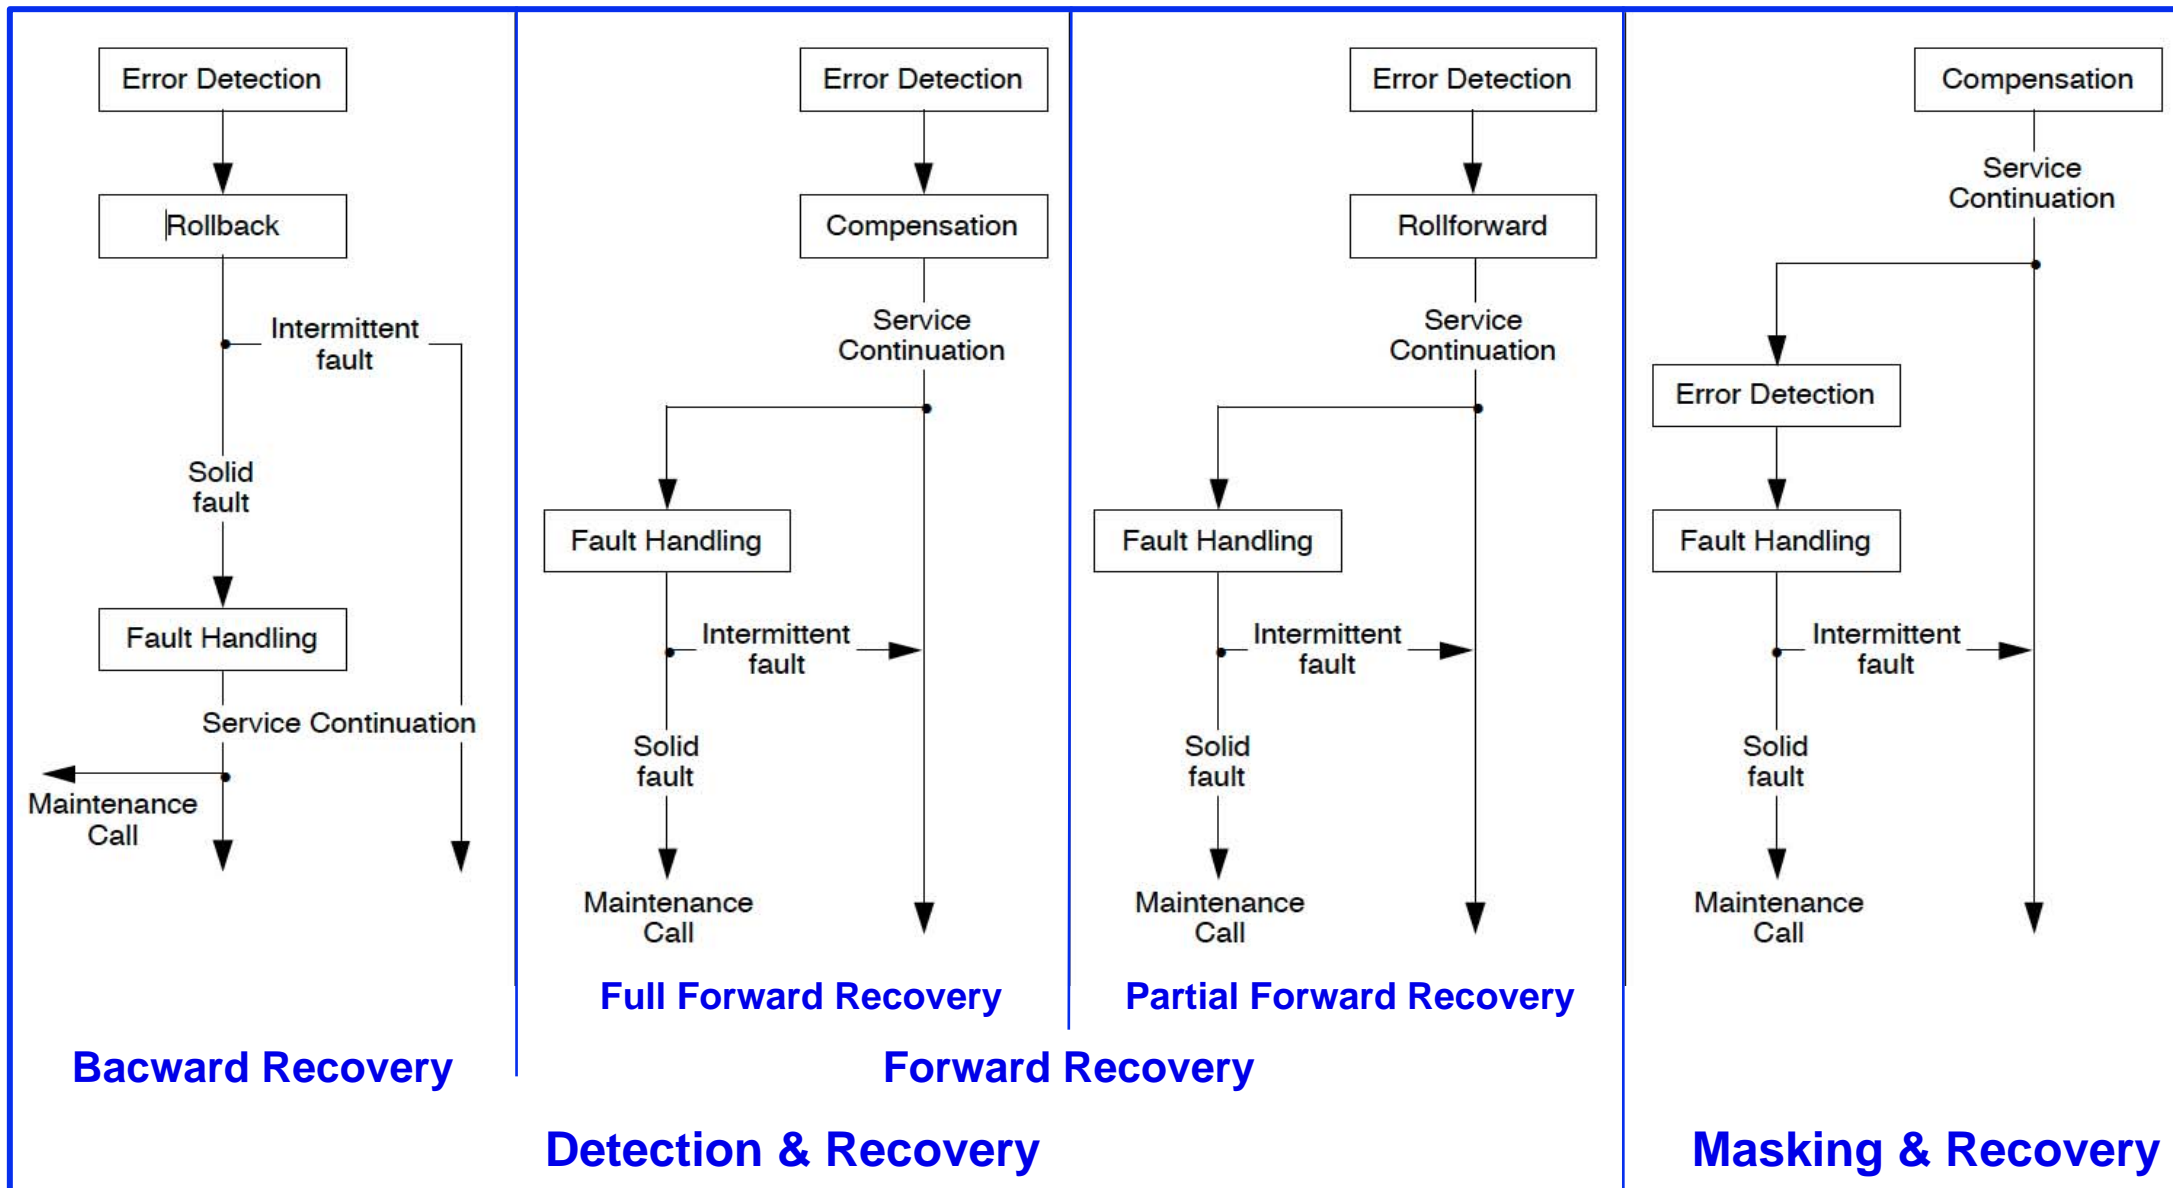 Error Detection
Rollback
Intermittent
fault
Solid
fault
Fault Handling
Service Continuation
Maintenance
Call
Error Detection
Compensation
Service
Continuation
Fault Handling
Intermittent
fault
Solid
fault
Maintenance
Call
Full Forward Recovery
Error Detection
Rollforward
Service
Continuation
Fault Handling
Intermittent
fault
Solid
fault
Maintenance
Call
Partial Forward Recovery
Compensation
Service
Continuation
Error Detection
Fault Handling
Intermittent
fault
Solid
fault
Maintenance
Call
Bacward Recovery
Forward Recovery
Detection & Recovery
Masking & Recovery